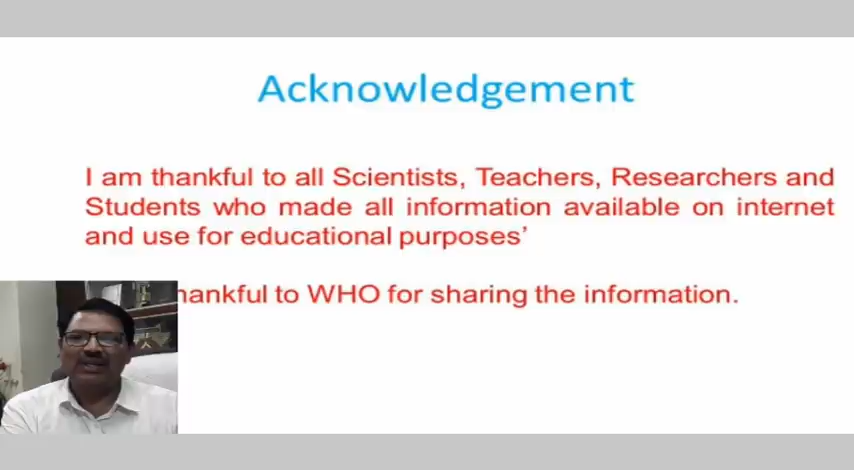 Acknowledgement
I am thankful to all Scientists, Teachers, Researchers and
Students who made all information available on internet
and use for educational purposes’
to WHO for sharing the information.